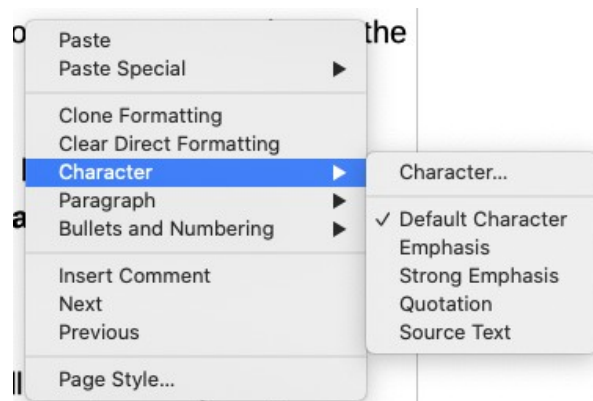 the
Paste
Paste Special
Clone Formatting
Clear Direct Formatting
Character
Paragraph
Bullets and Numbering
Insert Comment
Next
Previous
Page Style...
Character...
✓ Default Character
Emphasis
Strong Emphasis
Quotation
Source Text